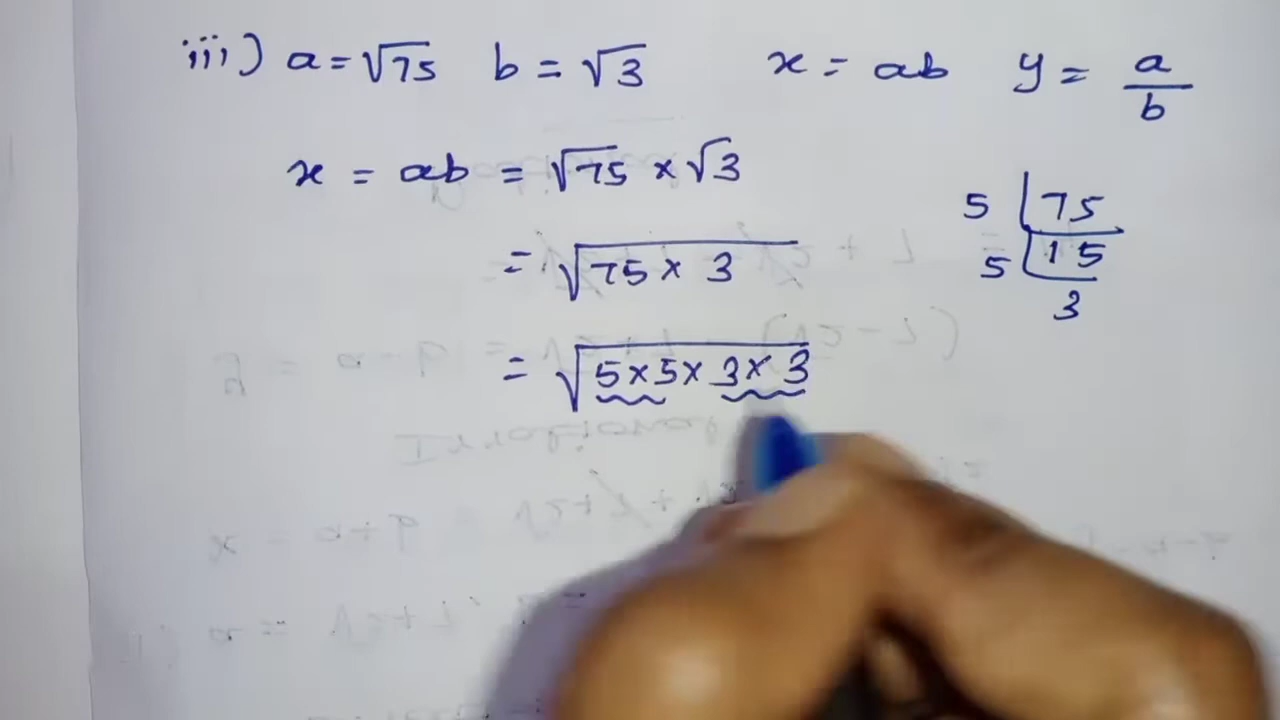 iii) a = √75 b = √3 x = ab y = a/b
x = ab = √75 × √3
= √75 × 3
= √5 × 5 × 3 × 3
5 | 75
5 | 15
3